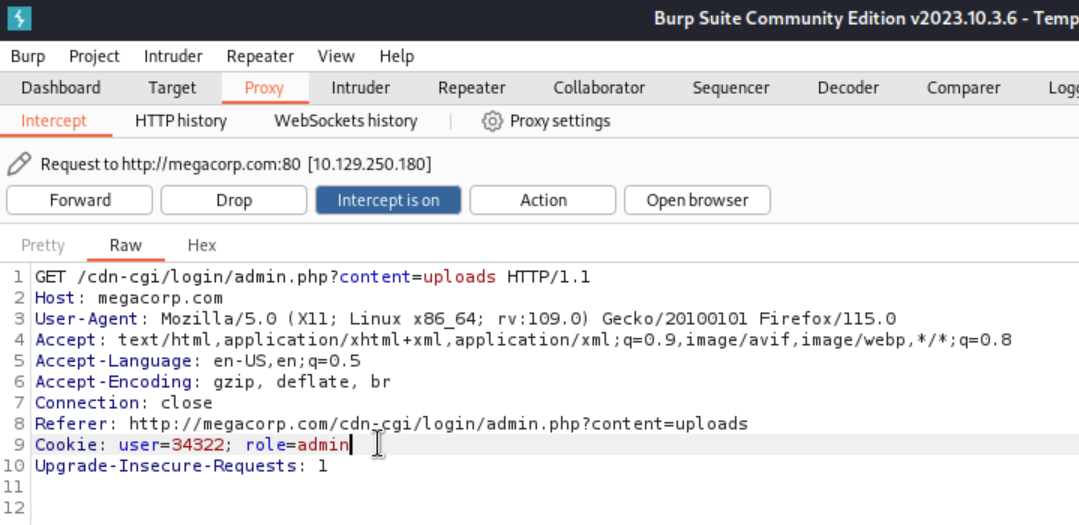 Burp Suite Community Edition v2023.10.3.6 - Temp
Burp Project Intruder Repeater View Help
Dashboard Target Proxy Intruder Repeater Collaborator Sequencer Decoder Comparer Logg
Intercept HTTP history WebSockets history Proxy settings
Request to http://megacorp.com:80 [10.129.250.180]
Forward Drop Intercept is on Action Open browser
Pretty Raw Hex
1 GET /cdn-cgi/login/admin.php?content=uploads HTTP/1.1
2 Host: megacorp.com
3 User-Agent: Mozilla/5.0 (X11; Linux x86_64; rv:109.0) Gecko/20100101 Firefox/115.0
4 Accept: text/html,application/xhtml+xml,application/xml;q=0.9,image/avif,image/webp,*/*;q=0.8
5 Accept-Language: en-US,en;q=0.5
6 Accept-Encoding: gzip, deflate, br
7 Connection: close
8 Referer: http://megacorp.com/cdn-cgi/login/admin.php?content=uploads
9 Cookie: user=34322; role=admin
10 Upgrade-Insecure-Requests: 1
11
12